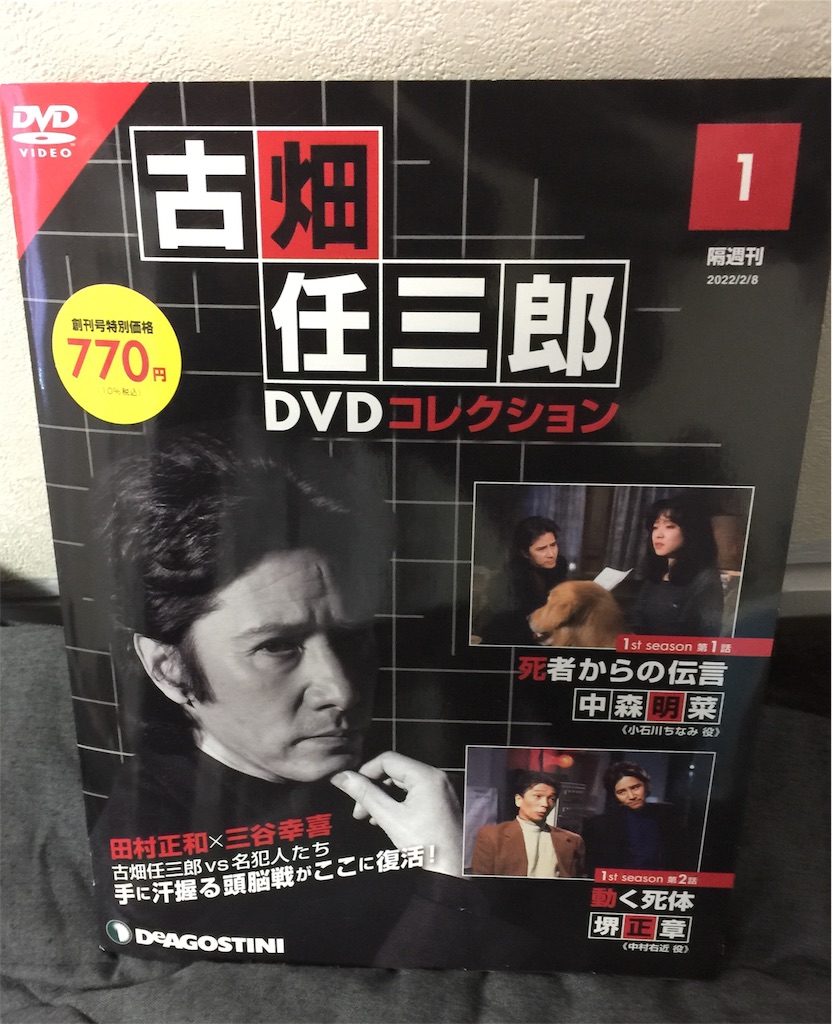 DVD
VIDEO
古畑
任三郎
DVDコレクション
1
隔週刊
2022/2/8
創刊号特別価格
770円
1st season 第1話
死者からの伝言
中森明菜
《小石川ちなみ 役》
1st season 第2話
動く死体
堺正章
《中村右近 役》
田村正和×三谷幸喜
古畑任三郎vs名犯人たち
手に汗握る頭脳戦がここに復活!
DeAGOSTINI